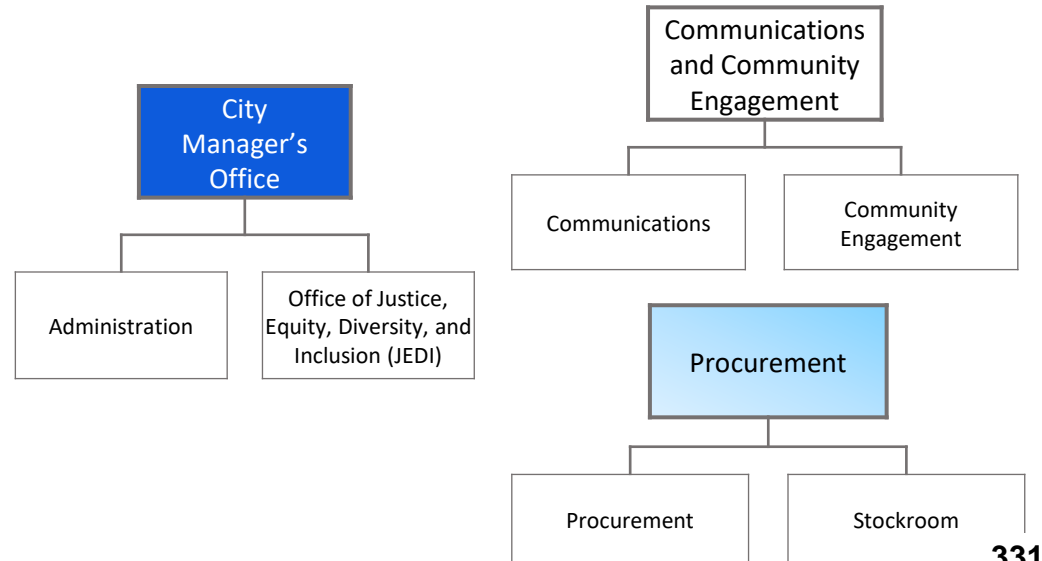 City
Manager’s
Office
Administration
Office of Justice,
Equity, Diversity, and
Inclusion (JEDI)
Communications
and Community
Engagement
Communications
Community
Engagement
Procurement
Procurement
Stockroom
331